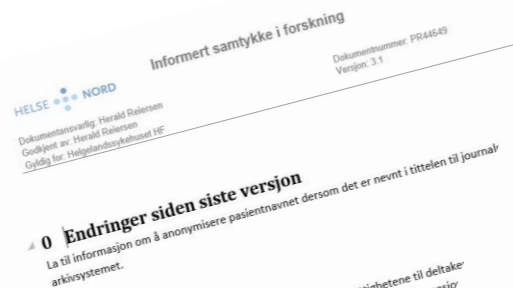 Informert samtykke i forskning
HELSE NORD
Dokumentnummer: PR44649
Versjon: 3.1
Dokumentansvarlig: Herald Reiersen
Godkjent av: Herald Reiersen
Gyldig for: Helgelandssykehuset HF
0 Endringer siden siste versjon
La til informasjon om å anonymisere pasientnavnet dersom det er nevnt i tittelen til
arkivsystemet.
til deltake